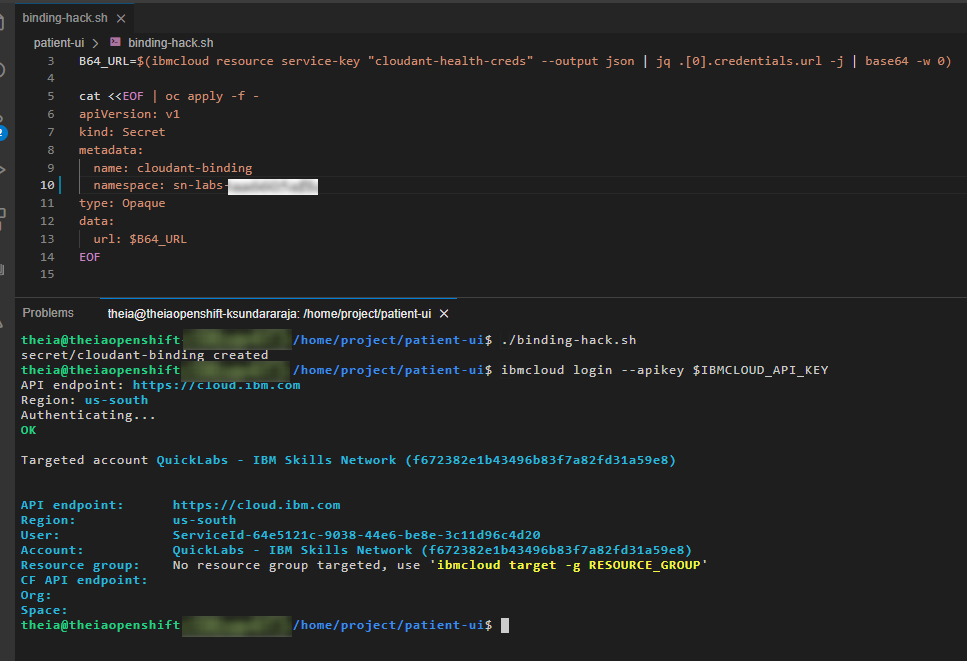 binding-hack.sh ×
patient-ui > binding-hack.sh
3 B64_URL=$(ibmcloud resource service-key "cloudant-health-creds" --output json | jq .[0].credentials.url -j | base64 -w 0)
4
5 cat <<EOF | oc apply -f -
6 apiVersion: v1
7 kind: Secret
8 metadata:
9 name: cloudant-binding
10 namespace: sn-labs-
11 type: Opaque
12 data:
13 url: $B64_URL
14 EOF
15
2
Problems theia@theiaopenshift-ksundararaja: /home/project/patient-ui ×
theia@theiaopenshift /home/project/patient-ui$ ./binding-hack.sh
secret/cloudant-binding created
theia@theiaopenshift /home/project/patient-ui$ ibmcloud login --apikey $IBMCLOUD_API_KEY
API endpoint: https://cloud.ibm.com
Region: us-south
Authenticating...
OK
Targeted account QuickLabs - IBM Skills Network (f672382e1b43496b83f7a82fd31a59e8)
API endpoint: https://cloud.ibm.com
Region: us-south
User: ServiceId-64e5121c-9038-44e6-be8e-3c11d96c4d20
Account: QuickLabs - IBM Skills Network (f672382e1b43496b83f7a82fd31a59e8)
Resource group: No resource group targeted, use 'ibmcloud target -g RESOURCE_GROUP'
CF API endpoint:
Org:
Space:
theia@theiaopenshift /home/project/patient-ui$